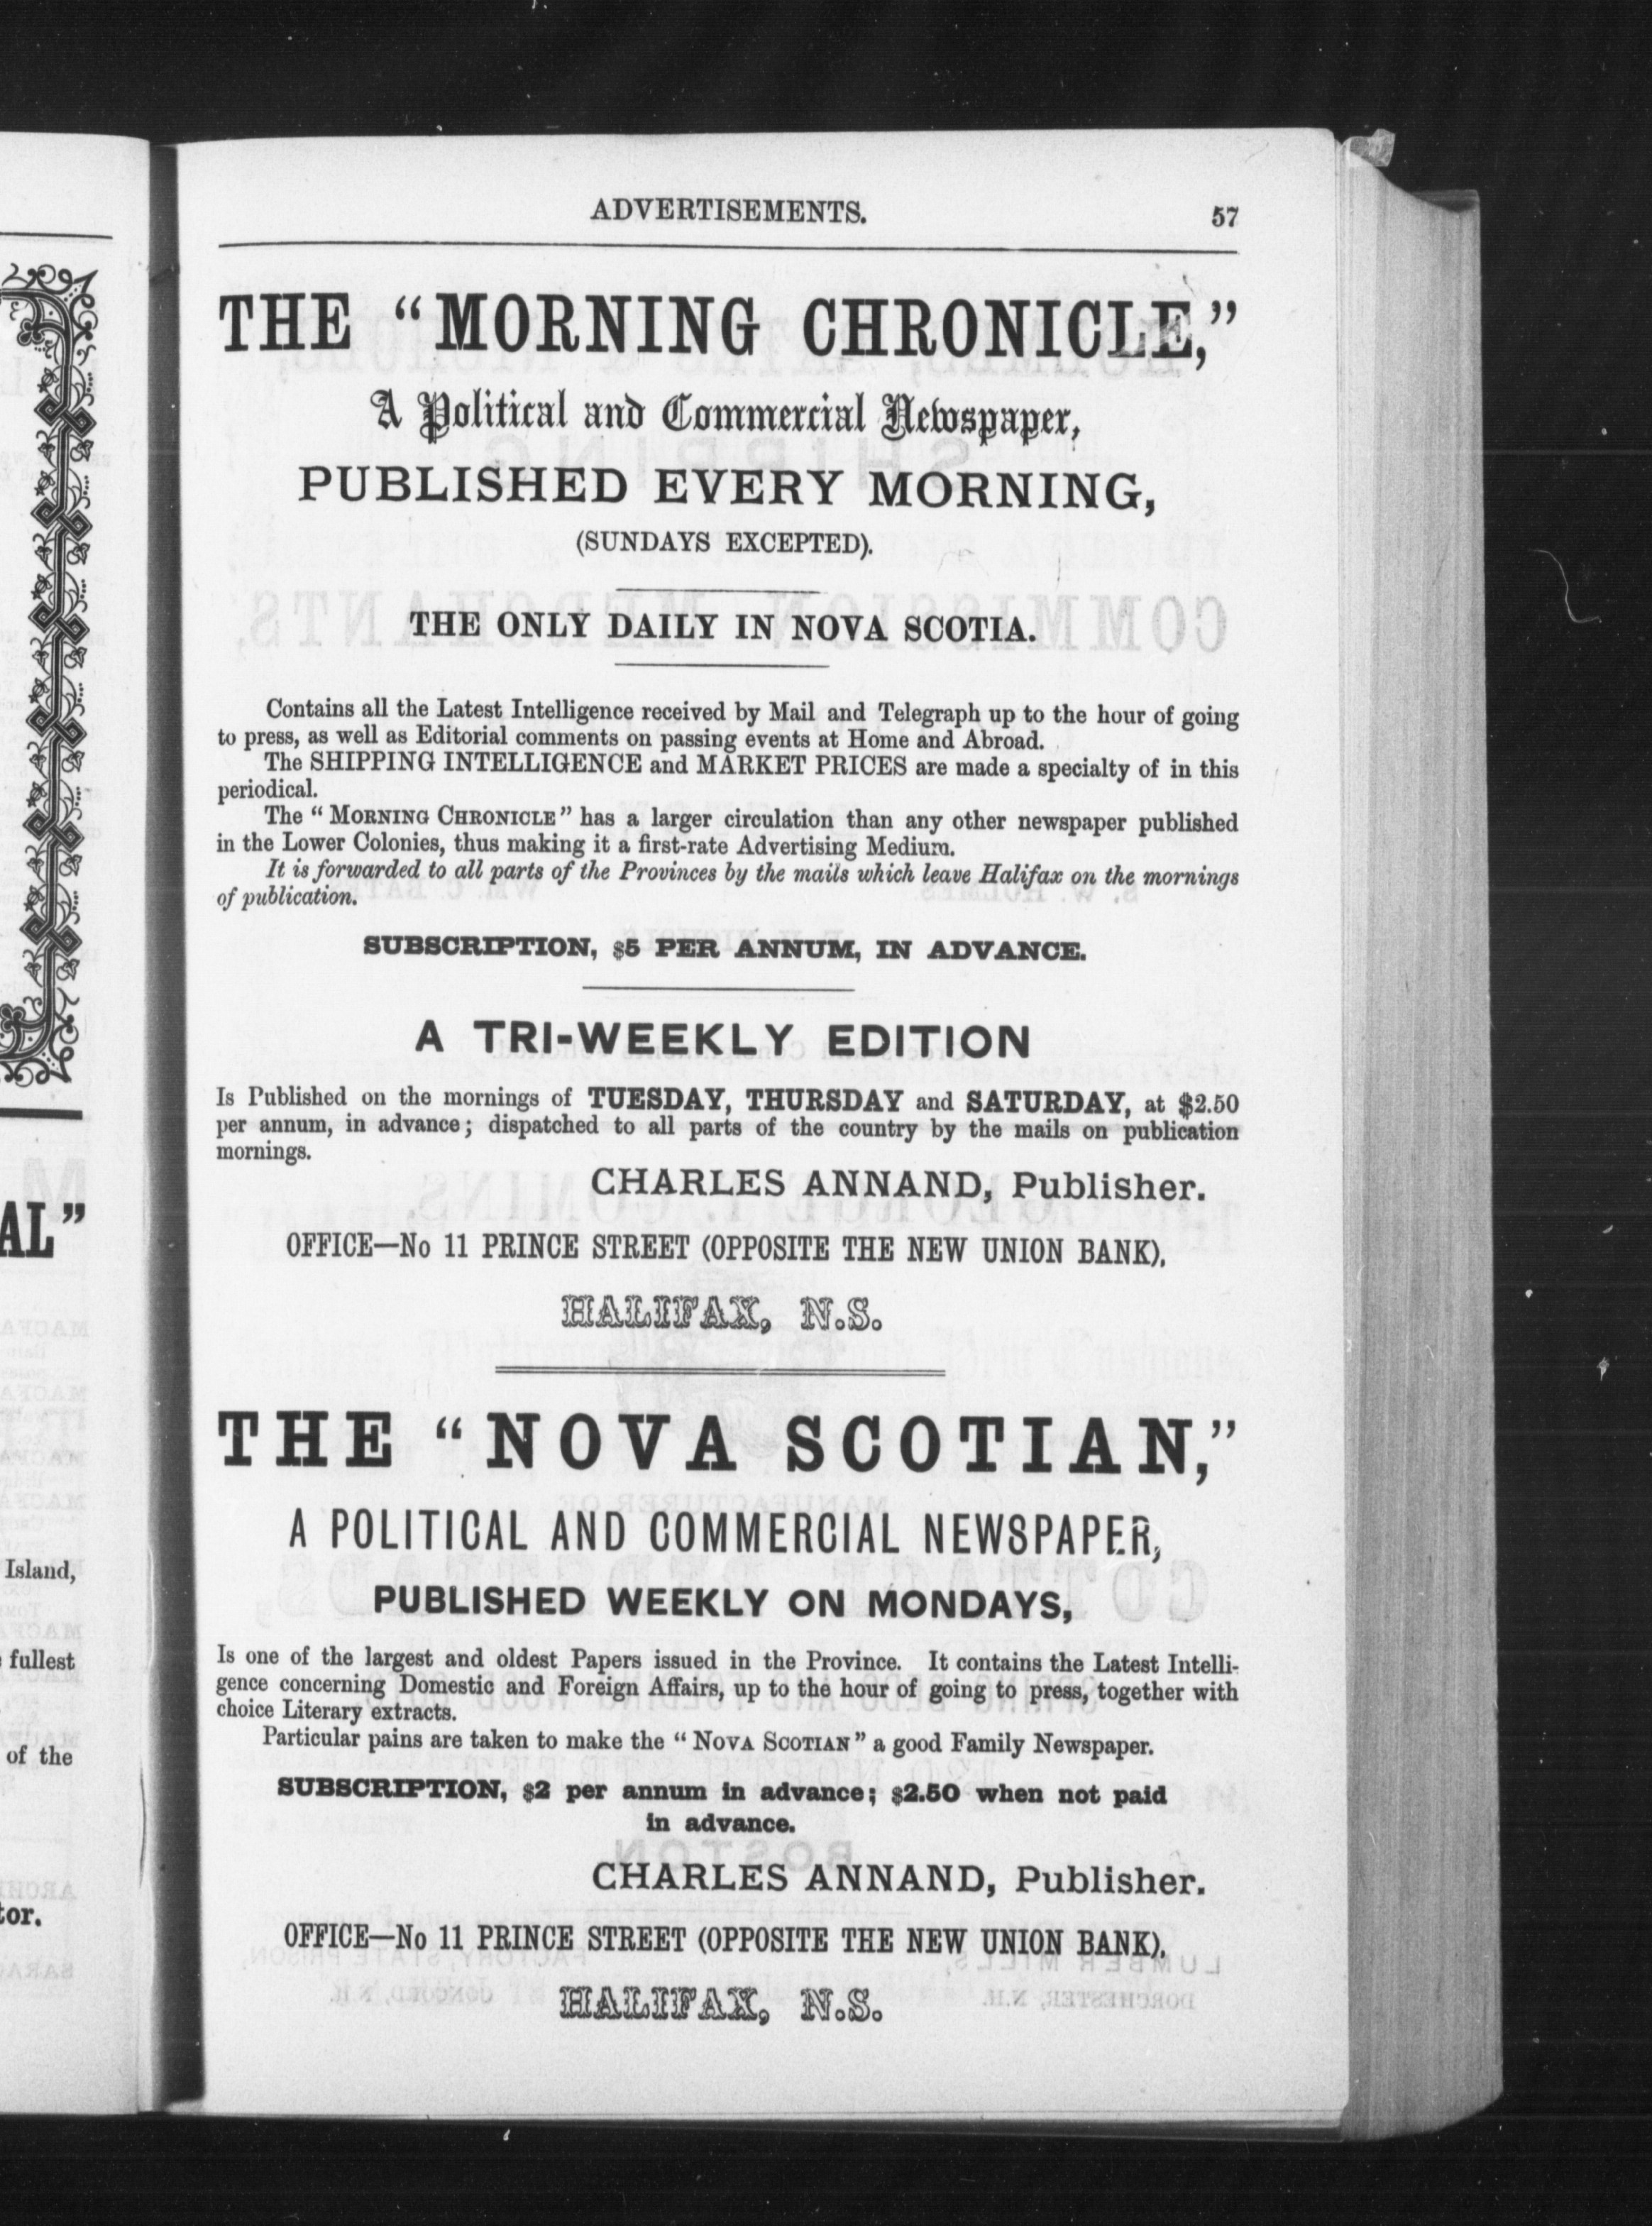 ADVERTISEMENTS. 57
THE “MORNING CHRONICLE,”
A Political and Commercial Newspaper,
PUBLISHED EVERY MORNING,
(SUNDAYS EXCEPTED).
THE ONLY DAILY IN NOVA SCOTIA.
Contains all the Latest Intelligence received by Mail and Telegraph up to the hour of going
to press, as well as Editorial comments on passing events at Home and Abroad.
The SHIPPING INTELLIGENCE and MARKET PRICES are made a specialty of in this
periodical.
The “MORNING CHRONICLE” has a larger circulation than any other newspaper published
in the Lower Colonies, thus making it a first-rate Advertising Medium.
It is forwarded to all parts of the Provinces by the mails which leave Halifax on the mornings
of publication.
SUBSCRIPTION, $5 PER ANNUM, IN ADVANCE.
A TRI-WEEKLY EDITION
Is Published on the mornings of TUESDAY, THURSDAY and SATURDAY, at $2.50
per annum, in advance; dispatched to all parts of the country by the mails on publication
mornings.
CHARLES ANNAND, Publisher.
OFFICE—No 11 PRINCE STREET (OPPOSITE THE NEW UNION BANK),
HALIFAX, N.S.
THE “NOVA SCOTIAN,”
A POLITICAL AND COMMERCIAL NEWSPAPER,
PUBLISHED WEEKLY ON MONDAYS,
Is one of the largest and oldest Papers issued in the Province. It contains the Latest Intelli-
gence concerning Domestic and Foreign Affairs, up to the hour of going to press, together with
choice Literary extracts.
Particular pains are taken to make the “NOVA SCOTIAN” a good Family Newspaper.
SUBSCRIPTION, $2 per annum in advance; $2.50 when not paid
in advance.
CHARLES ANNAND, Publisher.
OFFICE—No 11 PRINCE STREET (OPPOSITE THE NEW UNION BANK),
HALIFAX, N.S.
AL”
Island,
fullest
of the
tor.